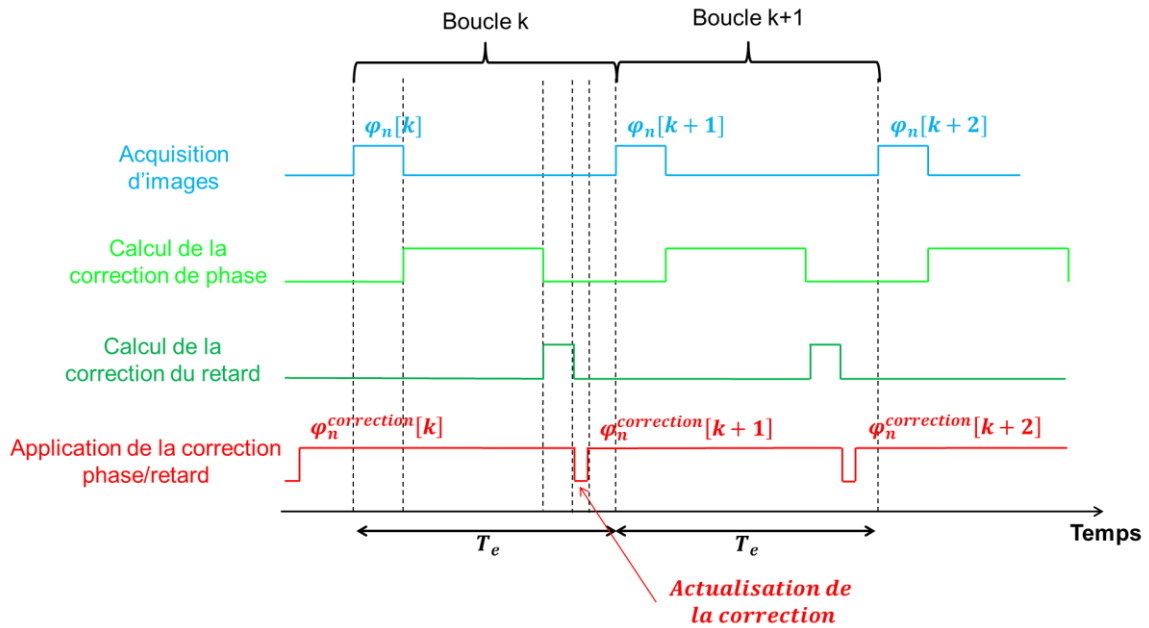 Boucle k
Boucle k+1
φₙ[k]
φₙ[k + 1]
φₙ[k + 2]
Acquisition
d'images
Calcul de la
correction de phase
Calcul de la
correction du retard
φₙ^correction[k]
φₙ^correction[k + 1]
φₙ^correction[k + 2]
Application de la correction
phase/retard
Tₑ
Tₑ
Temps
Actualisation de
la correction